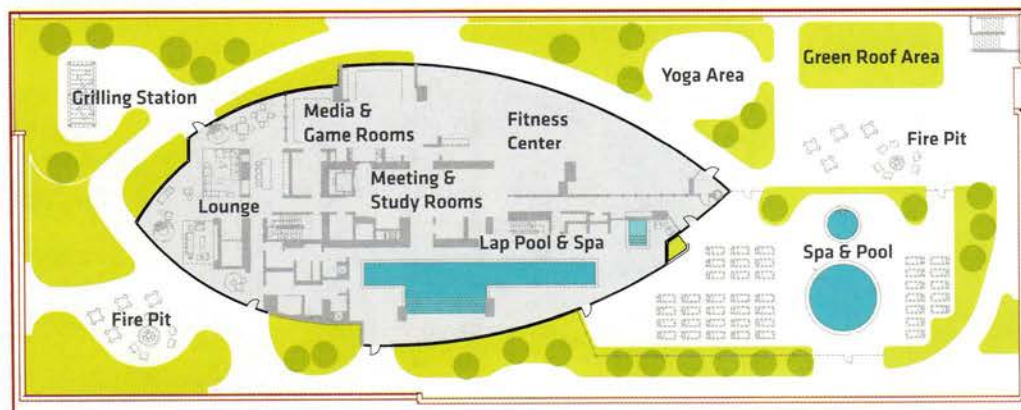 Green Roof Area
Yoga Area
Grilling Station
Media &
Game Rooms
Fitness
Center
Fire Pit
Meeting &
Study Rooms
Lounge
Lap Pool & Spa
Spa & Pool
Fire Pit